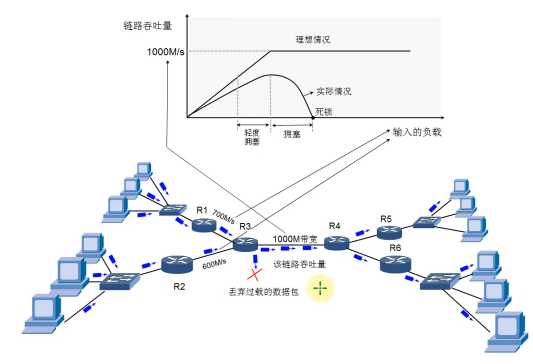 链路吞吐量
理想情况
1000M/s
实际情况
死锁
轻度
拥塞
拥塞
输入的负载
R1
700M/s
R3
1000M带宽
R4
R5
R6
600M/s
R2
该链路吞吐量
丢弃过载的数据包